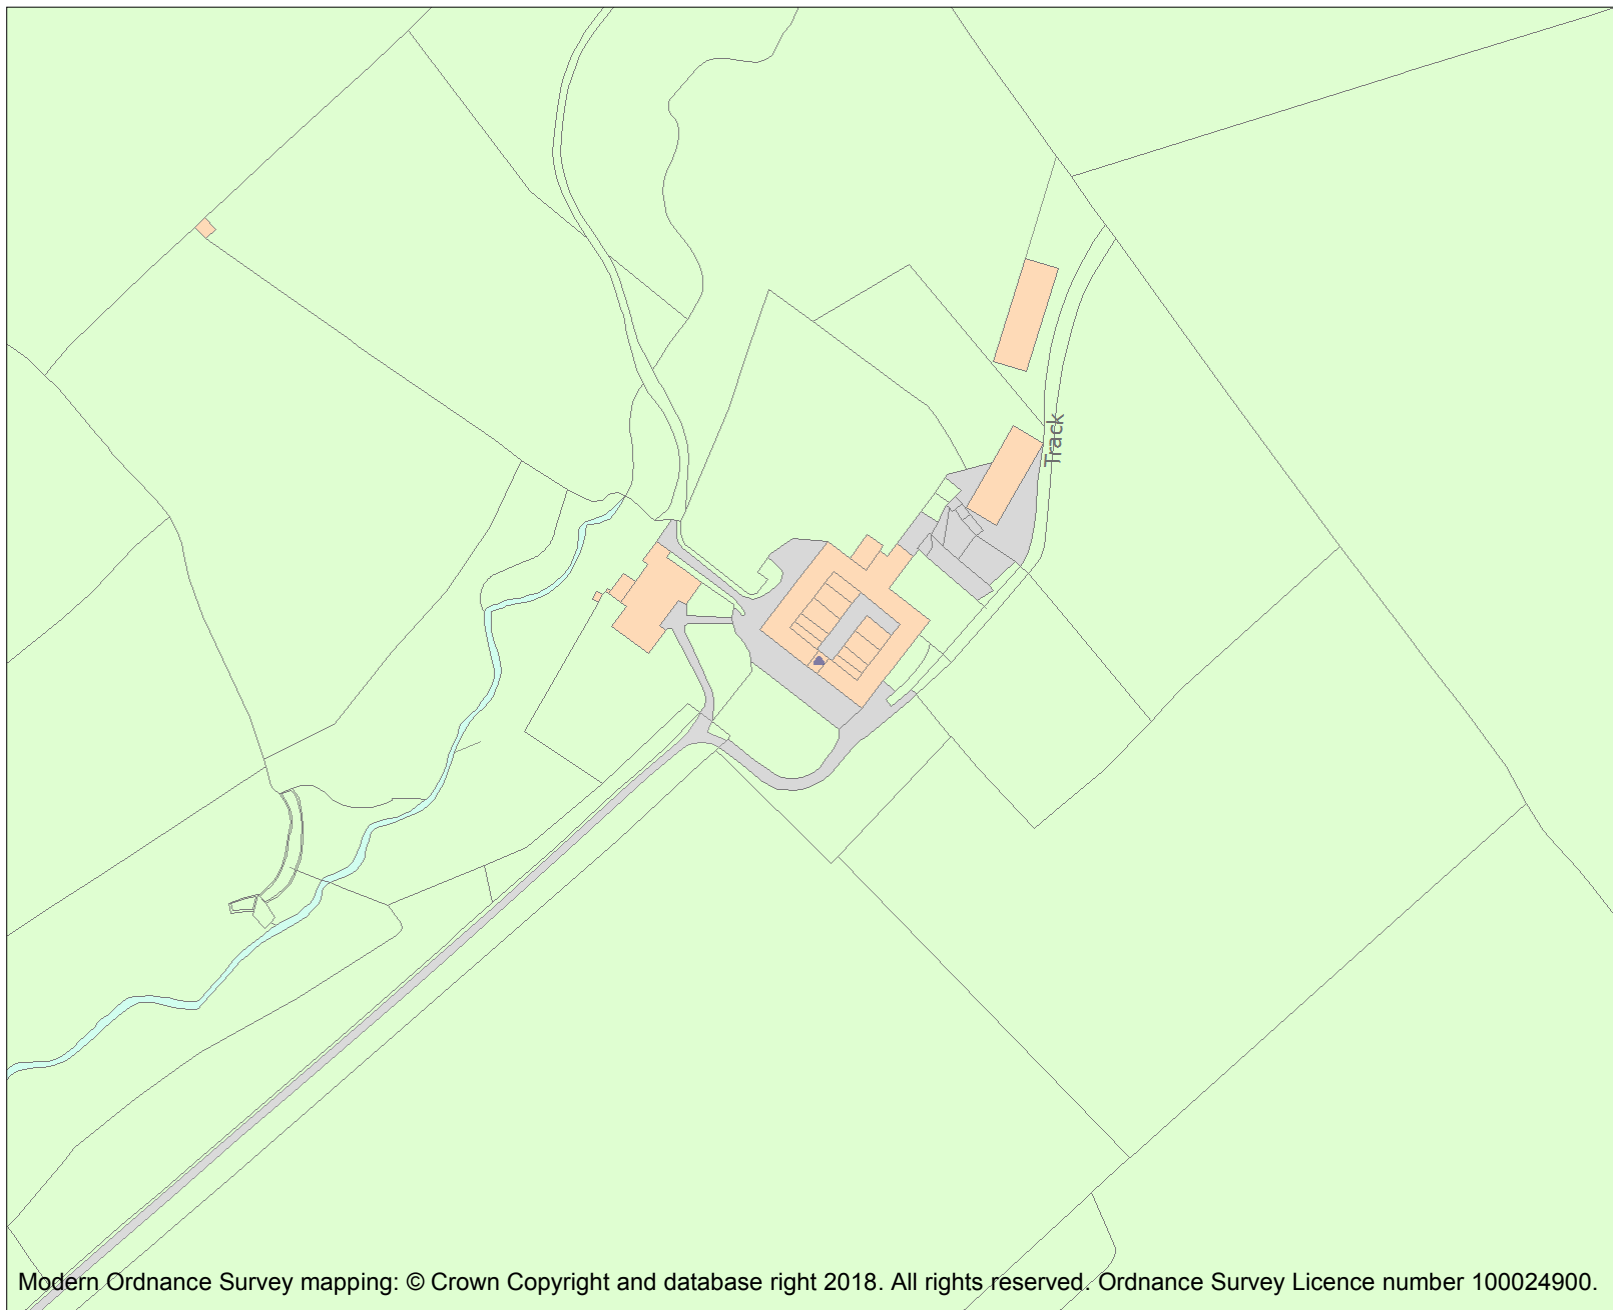 Track
Modern Ordnance Survey mapping: © Crown Copyright and database right 2018. All rights reserved. Ordnance Survey Licence number 100024900.